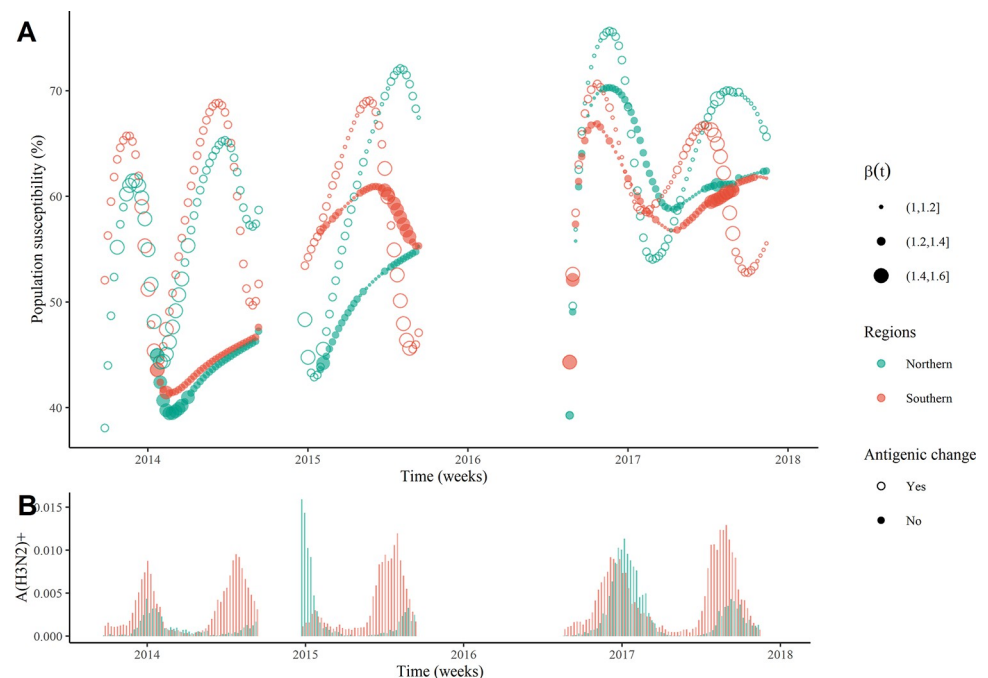 A
Population susceptibility (%)
70
60
50
40
2014
2015
2016
2017
2018
Time (weeks)
β(t)
(1,1.2]
(1.2,1.4]
(1.4,1.6]
Regions
Northern
Southern
Antigenic change
Yes
No
B
A(H3N2)+
0.015
0.010
0.005
0.000
2014
2015
2016
2017
2018
Time (weeks)